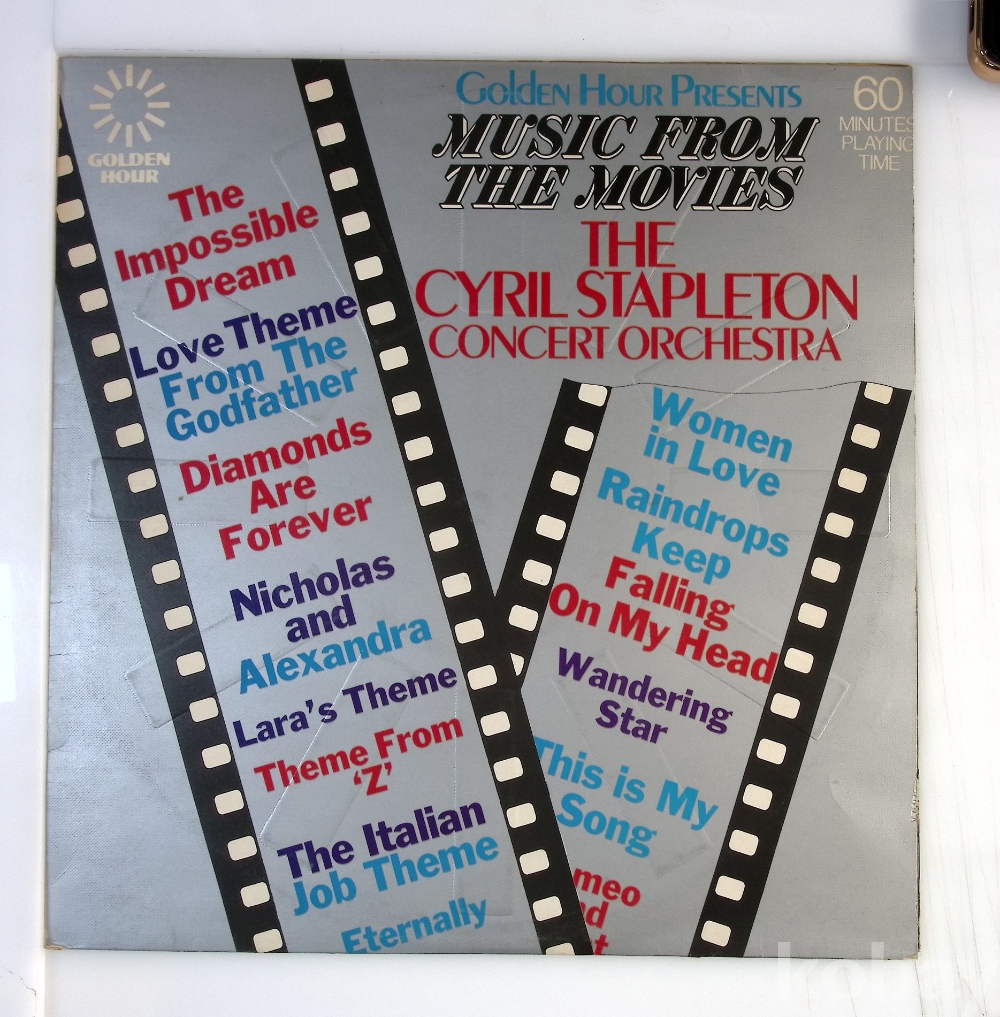 GOLDEN
HOUR
Golden Hour Presents
MUSIC FROM
THE MOVIES
60
MINUTES
PLAYING
TIME
THE
CYRIL STAPLETON
CONCERT ORCHESTRA
The
Impossible
Dream
Love Theme
From The
Godfather
Diamonds
Are
Forever
Nicholas
and
Alexandra
Lara's Theme
Theme From
'Z'
The Italian
Job Theme
Eternally
Women
in Love
Raindrops
Keep
Falling
On My Head
Wandering
Star
This is My
Song
meo
nd
t